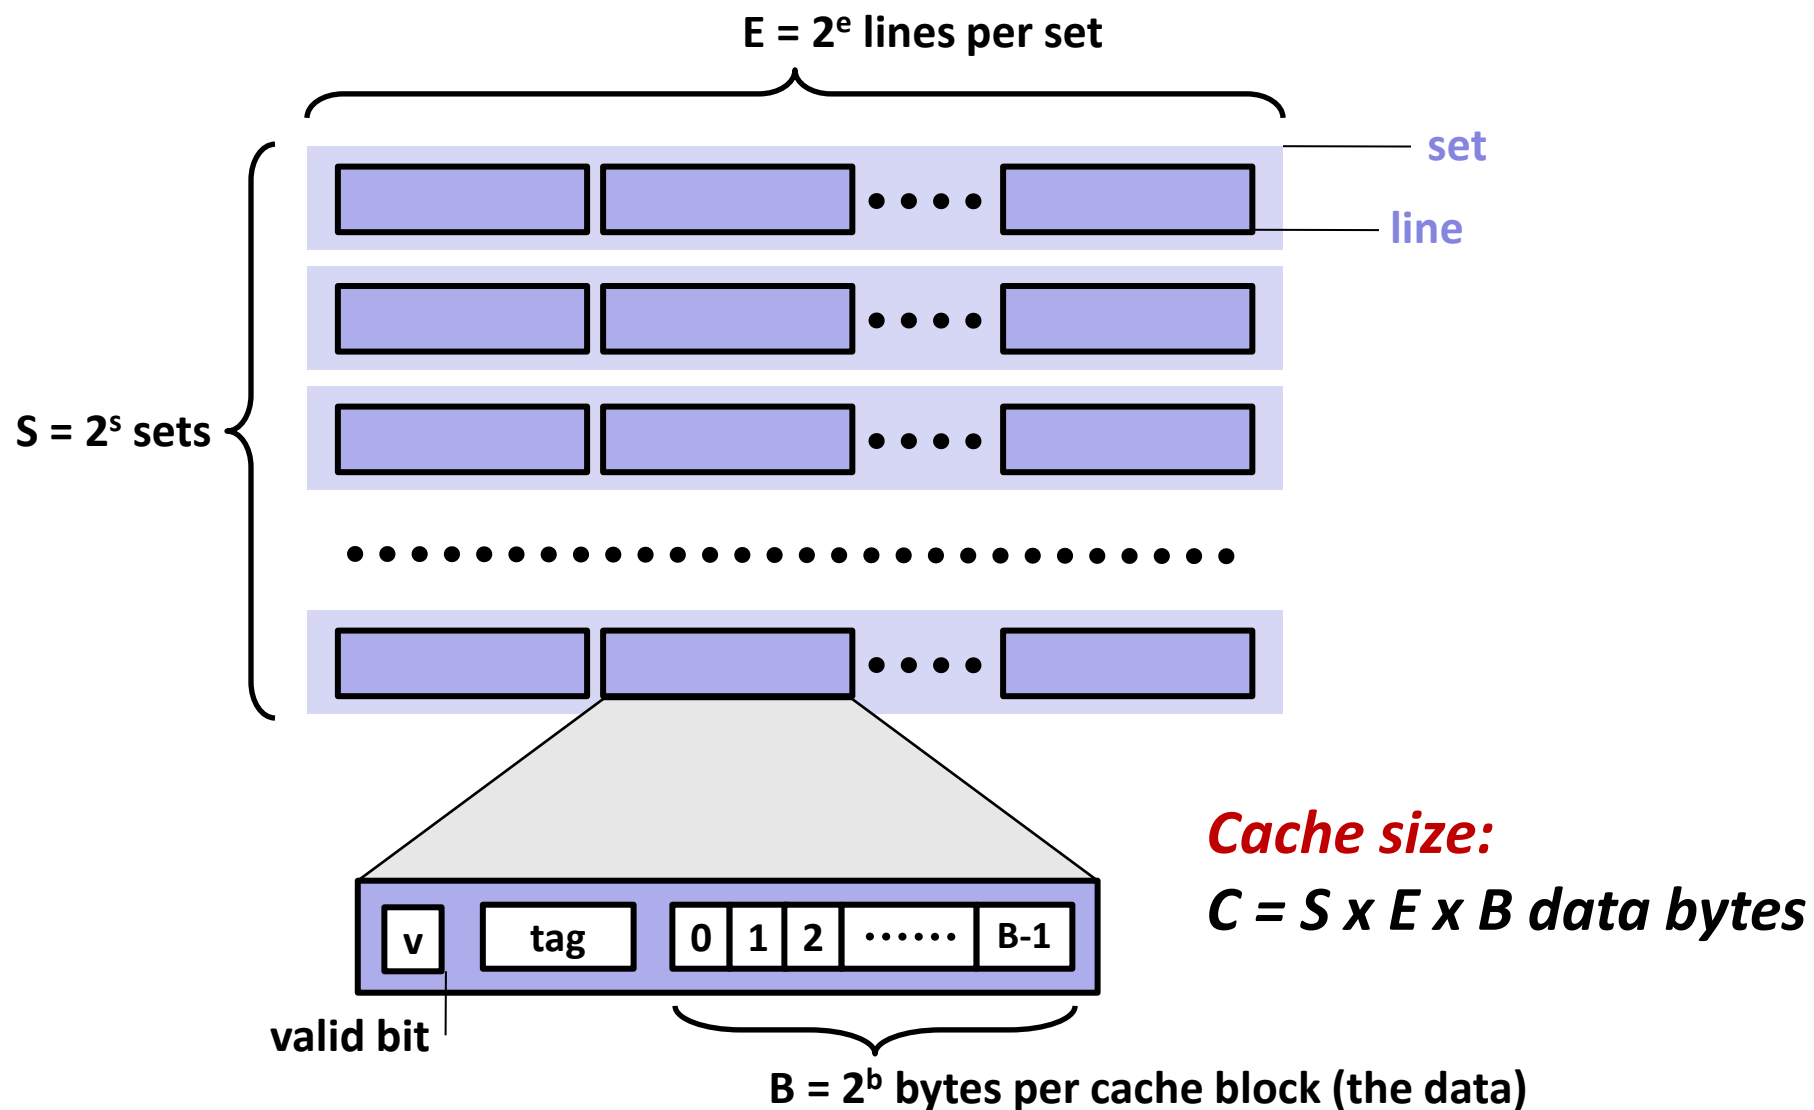 E = 2ᵉ lines per set
set
line
S = 2ˢ sets
Cache size:
C = S x E x B data bytes
v
tag
0
1
2
......
B-1
valid bit
B = 2ᵇ bytes per cache block (the data)